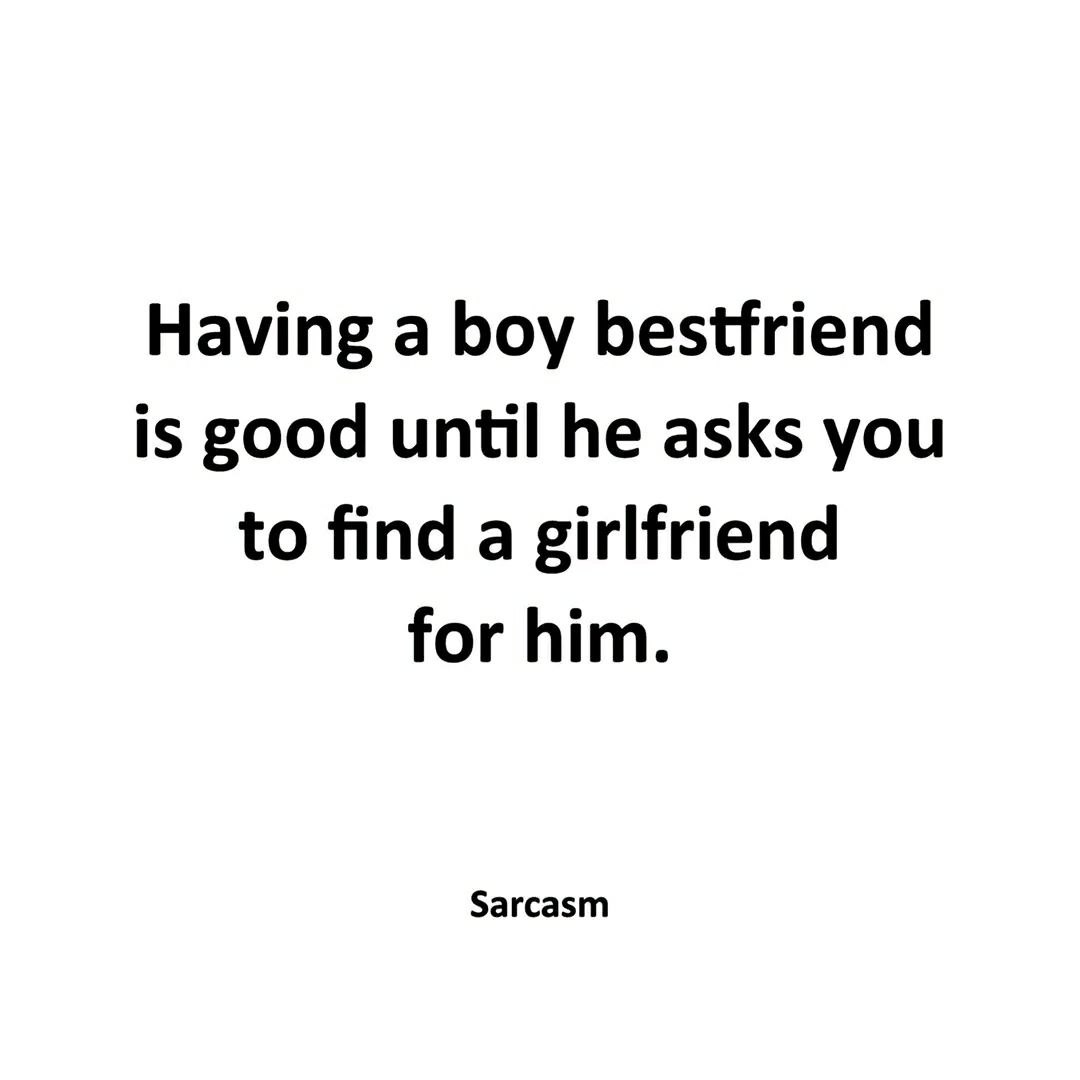 Having a boy bestfriend
is good until he asks you
to find a girlfriend
for him.
Sarcasm